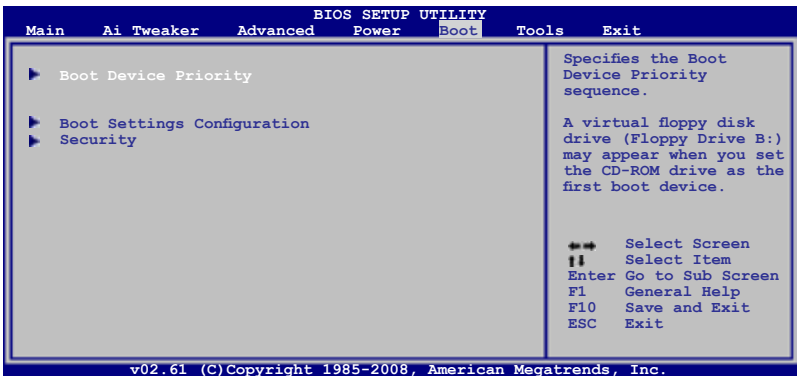 BIOS SETUP UTILITY
Main Ai Tweaker Advanced Power Boot Tools Exit
Boot Device Priority
Boot Settings Configuration
Security
Specifies the Boot
Device Priority
sequence.
A virtual floppy disk
drive (Floppy Drive B:)
may appear when you set
the CD-ROM drive as the
first boot device.
Select Screen
Select Item
Enter Go to Sub Screen
F1 General Help
F10 Save and Exit
ESC Exit
v02.61 (C)Copyright 1985-2008, American Megatrends, Inc.